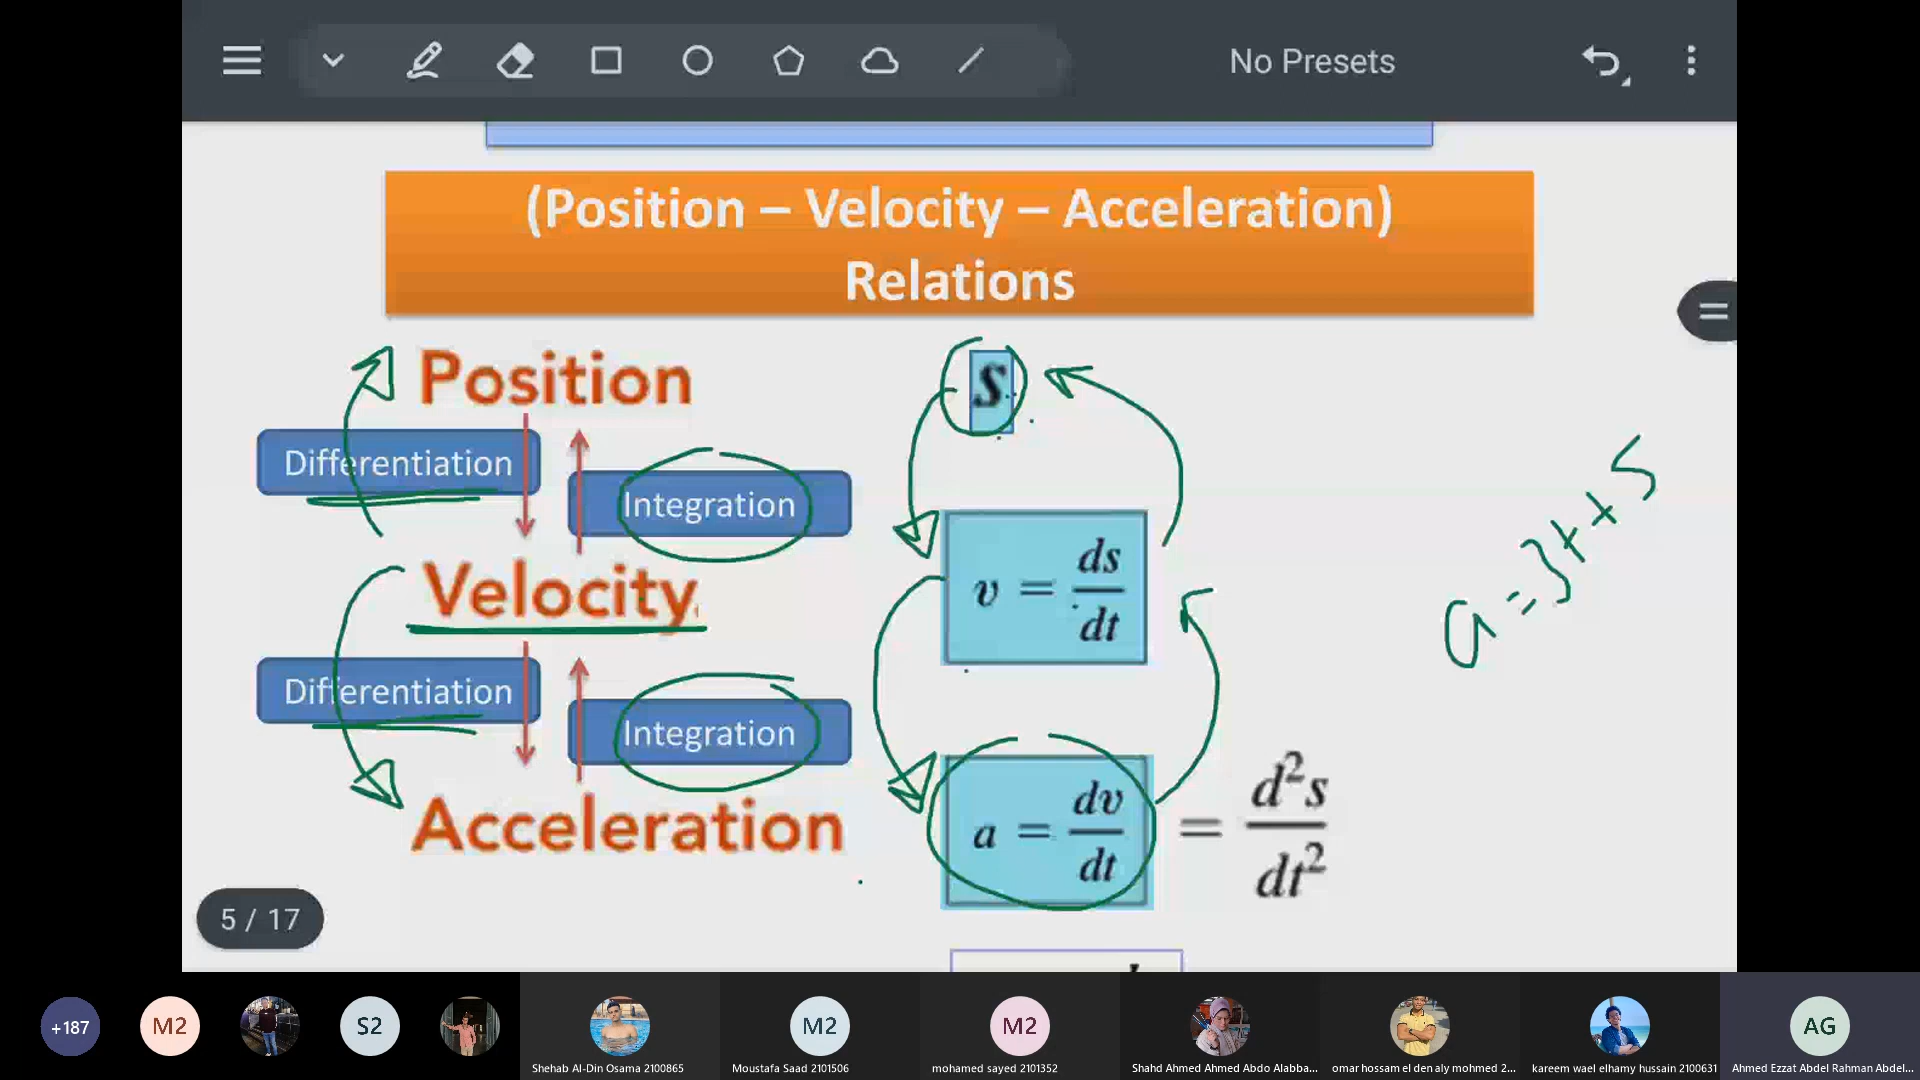 No Presets
(Position – Velocity – Acceleration)
Relations
Position
S
Differentiation
Integration
Velocity
v = ds/dt
a = 3t + 5
Differentiation
Integration
Acceleration
a = dv/dt = d²s/dt²
5 / 17
+187
M2
S2
M2
M2
AG
Shehab Al-Din Osama 2100865
Moustafa Saad 2101506
mohamed sayed 2101352
Shahd Ahmed Ahmed Abdo Alabba...
omar hossam el den aly mohmed 2...
kareem wael elhamy hussain 2100631
Ahmed Ezzat Abdel Rahman Abdel...